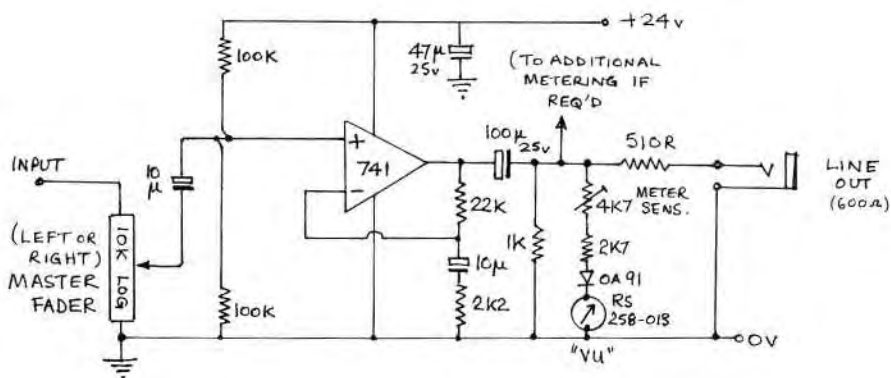 +24v
100K
47μ
25v
(TO ADDITIONAL
METERING IF
REQ'D
100μ
25v
510R
INPUT
10
μ
+
741
-
22K
10μ
2K2
1K
4K7
METER
SENS.
2K7
OA91
RS
258-018
"VU"
LINE
OUT
(600Ω)
(LEFT OR
RIGHT)
MASTER
FADER
10K LOG
100K
0V